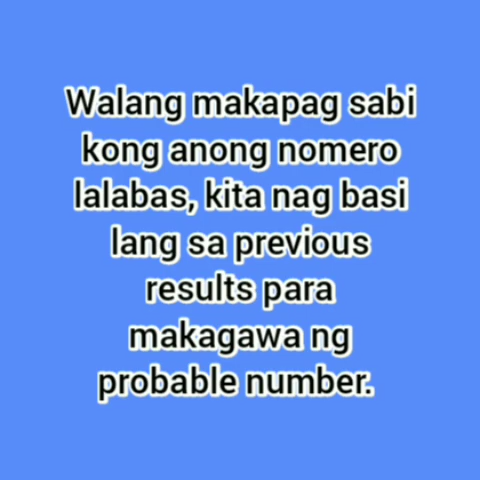 Walang makapag sabi
kong anong nomero
lalabas, kita nag basi
lang sa previous
results para
makagawa ng
probable number.